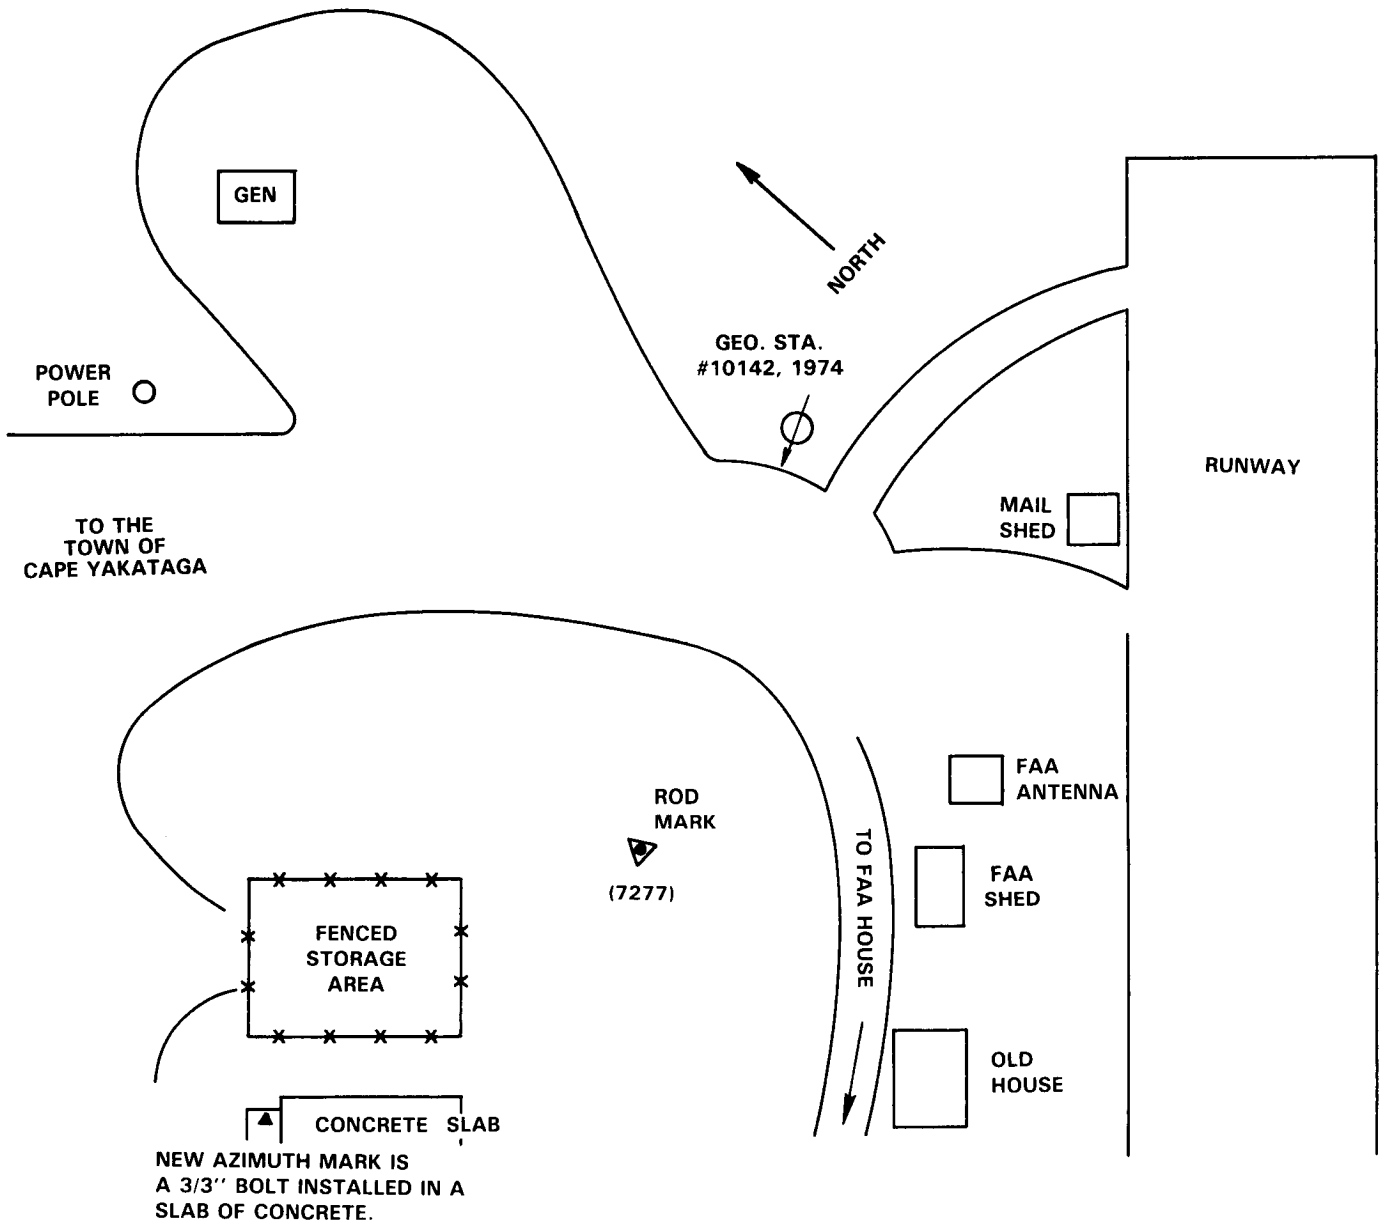 GEN
NORTH
GEO. STA.
#10142, 1974
POWER
POLE
RUNWAY
MAIL
SHED
TO THE
TOWN OF
CAPE YAKATAGA
FAA
ANTENNA
ROD
MARK
(7277)
TO FAA HOUSE
FAA
SHED
FENCED
STORAGE
AREA
OLD
HOUSE
CONCRETE SLAB
NEW AZIMUTH MARK IS
A 3/3'' BOLT INSTALLED IN A
SLAB OF CONCRETE.